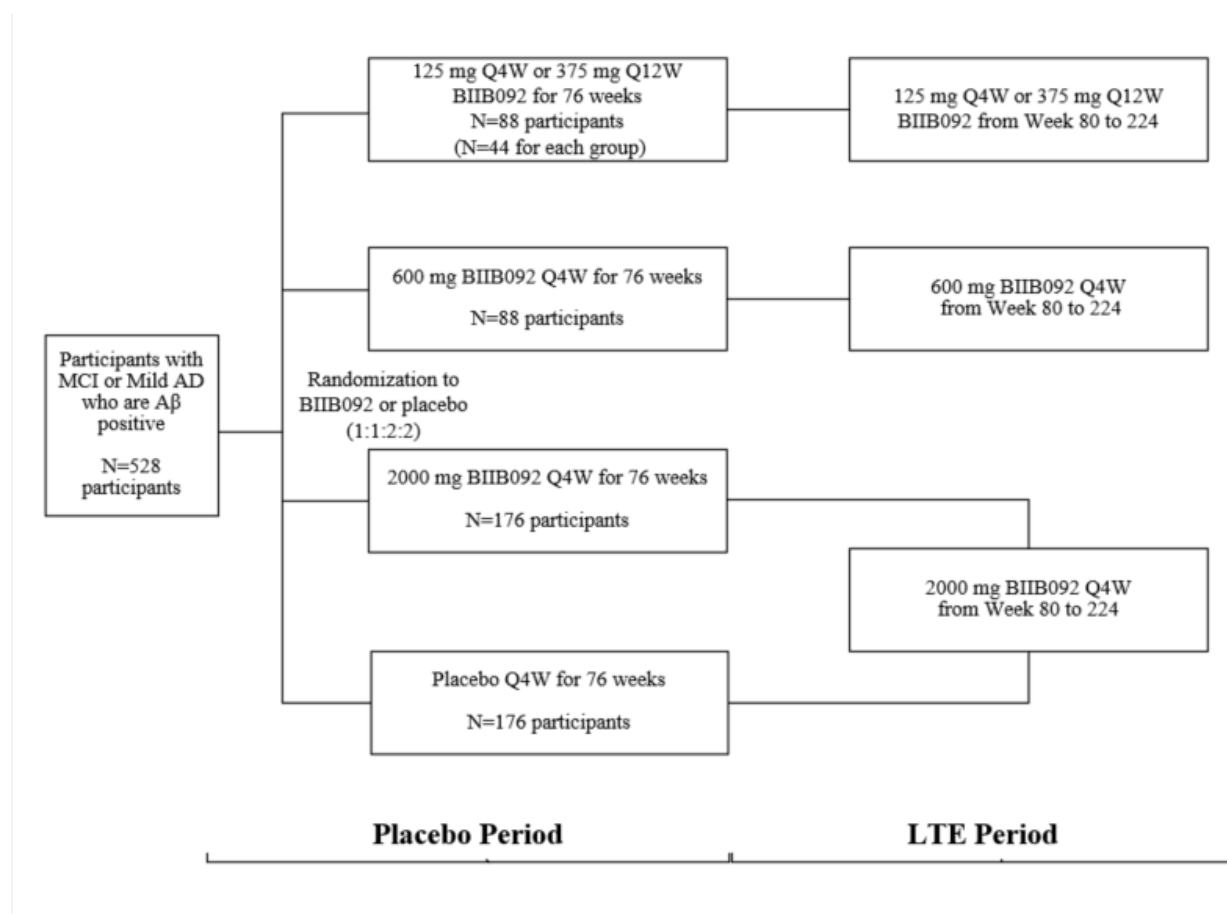 125 mg Q4W or 375 mg Q12W
BIIB092 for 76 weeks
N=88 participants
(N=44 for each group)
125 mg Q4W or 375 mg Q12W
BIIB092 from Week 80 to 224
600 mg BIIB092 Q4W for 76 weeks
N=88 participants
600 mg BIIB092 Q4W
from Week 80 to 224
Participants with
MCI or Mild AD
who are Aβ
positive
N=528
participants
Randomization to
BIIB092 or placebo
(1:1:2:2)
2000 mg BIIB092 Q4W for 76 weeks
N=176 participants
2000 mg BIIB092 Q4W
from Week 80 to 224
Placebo Q4W for 76 weeks
N=176 participants
Placebo Period
LTE Period